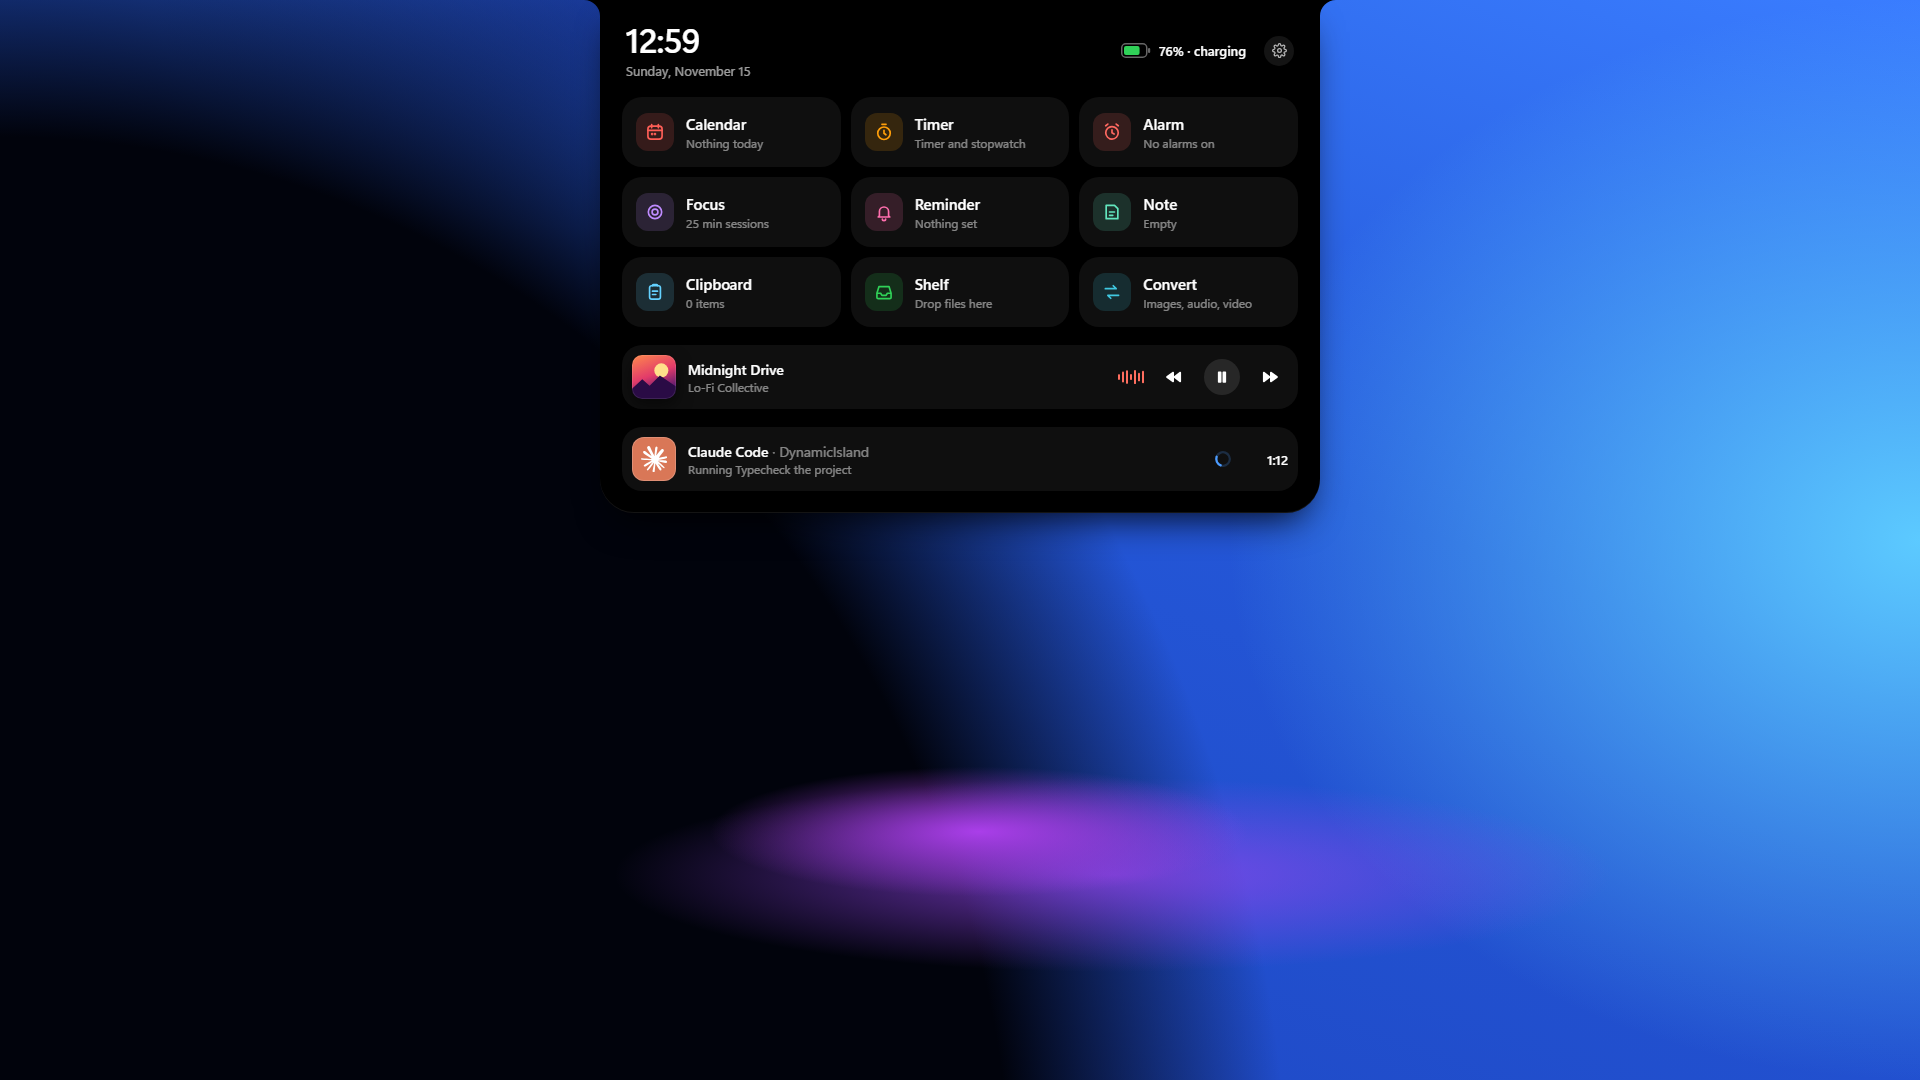 12:59
Sunday, November 15
76% · charging
Calendar
Nothing today
Timer
Timer and stopwatch
Alarm
No alarms on
Focus
25 min sessions
Reminder
Nothing set
Note
Empty
Clipboard
0 items
Shelf
Drop files here
Convert
Images, audio, video
Midnight Drive
Lo-Fi Collective
Claude Code · DynamicIsland
Running Typecheck the project
1:12